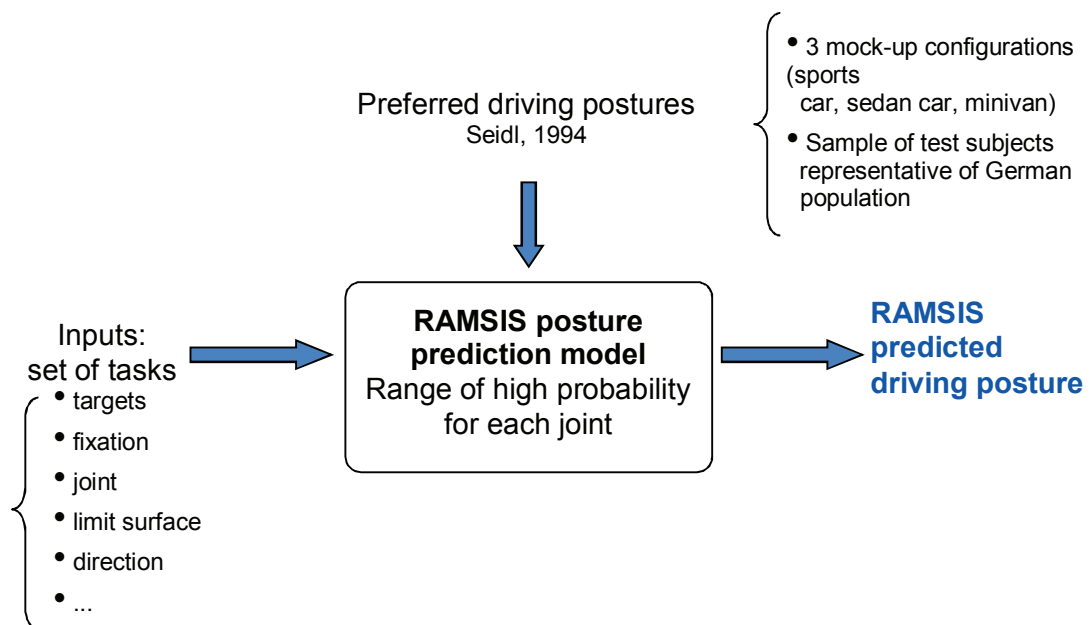 Preferred driving postures
Seidl, 1994
• 3 mock-up configurations
(sports
car, sedan car, minivan)
• Sample of test subjects
representative of German
population
Inputs:
set of tasks
• targets
• fixation
• joint
• limit surface
• direction
• ...
RAMSIS posture
prediction model
Range of high probability
for each joint
RAMSIS
predicted
driving posture